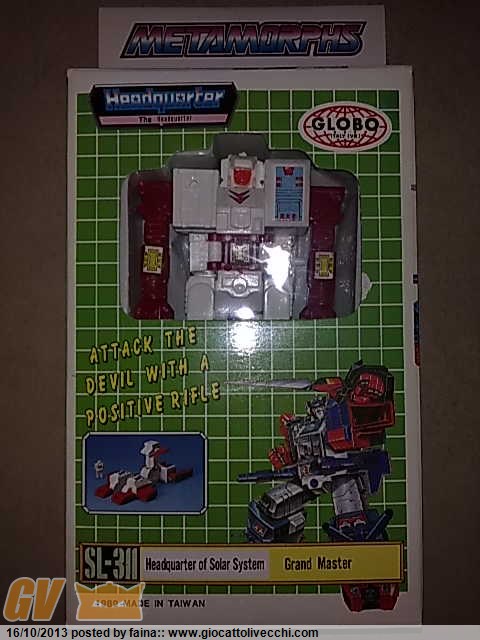 METAMORPHS
Headquarter
The Headquarter
GLOBO
ATTACK THE
DEVIL WITH A
POSITIVE RIFLE
SL-311
Headquarter of Solar System
Grand Master
1989 MADE IN TAIWAN
GV
16/10/2013 posted by faina:: www.giocattolivecchi.com